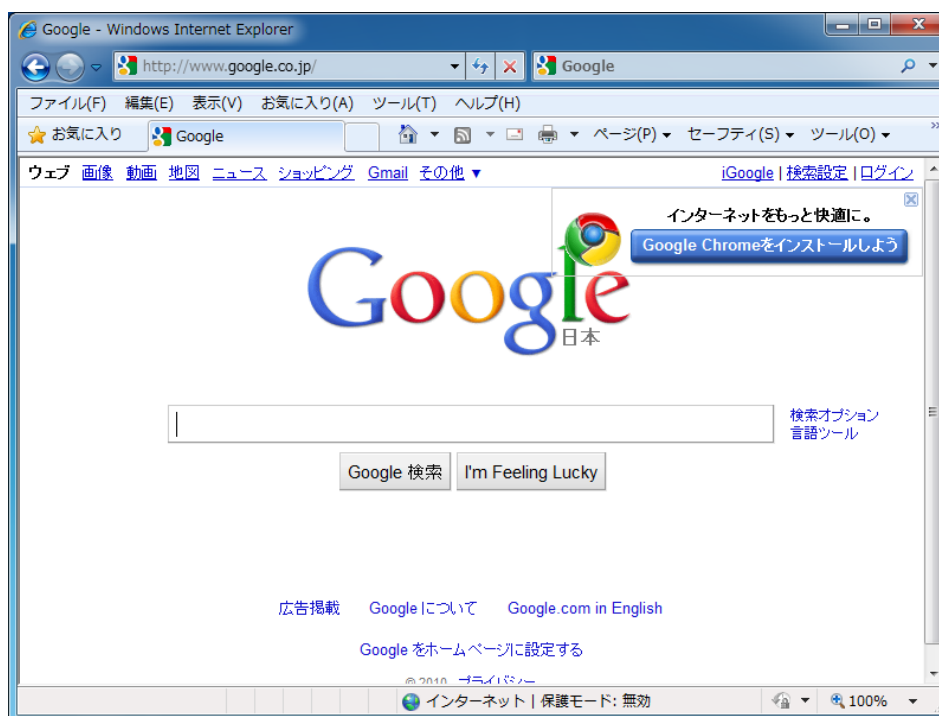 Google - Windows Internet Explorer
http://www.google.co.jp/ Google
ファイル(F) 編集(E) 表示(V) お気に入り(A) ツール(T) ヘルプ(H)
お気に入り Google ページ(P) セーフティ(S) ツール(O) »
ウェブ 画像 動画 地図 ニュース ショッピング Gmail その他 ▼ iGoogle | 検索設定 | ログイン
インターネットをもっと快適に。
Google Chromeをインストールしよう
Google
日本
検索オプション
言語ツール
Google 検索 I'm Feeling Lucky
広告掲載 Google について Google.com in English
Google をホームページに設定する
© 2010 プライバシー
インターネット | 保護モード: 無効 100%